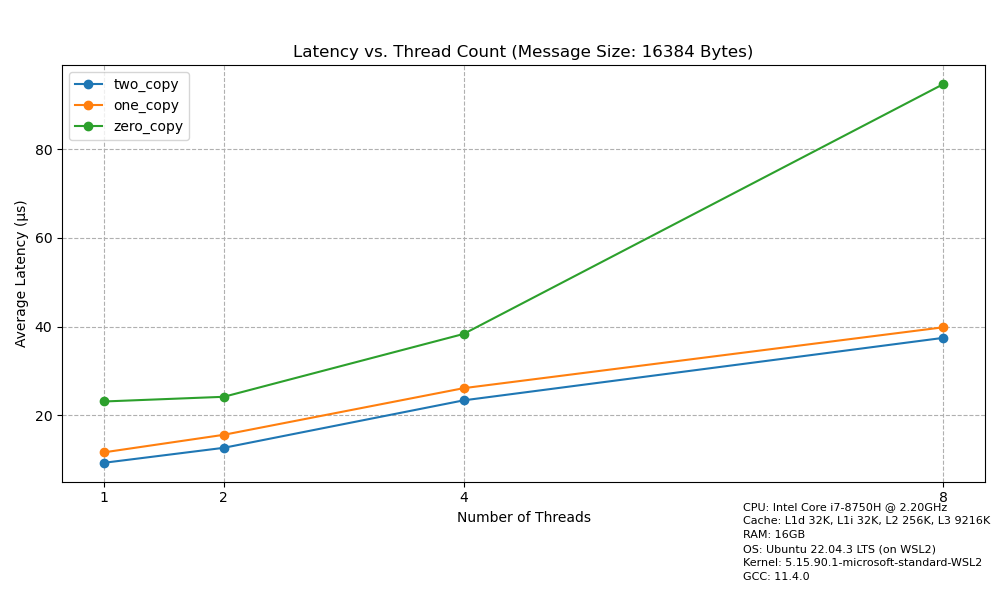 Latency vs. Thread Count (Message Size: 16384 Bytes)
two_copy
one_copy
zero_copy
Average Latency (µs)
80
60
40
20
1 2 4 8
Number of Threads
CPU: Intel Core i7-8750H @ 2.20GHz
Cache: L1d 32K, L1i 32K, L2 256K, L3 9216K
RAM: 16GB
OS: Ubuntu 22.04.3 LTS (on WSL2)
Kernel: 5.15.90.1-microsoft-standard-WSL2
GCC: 11.4.0